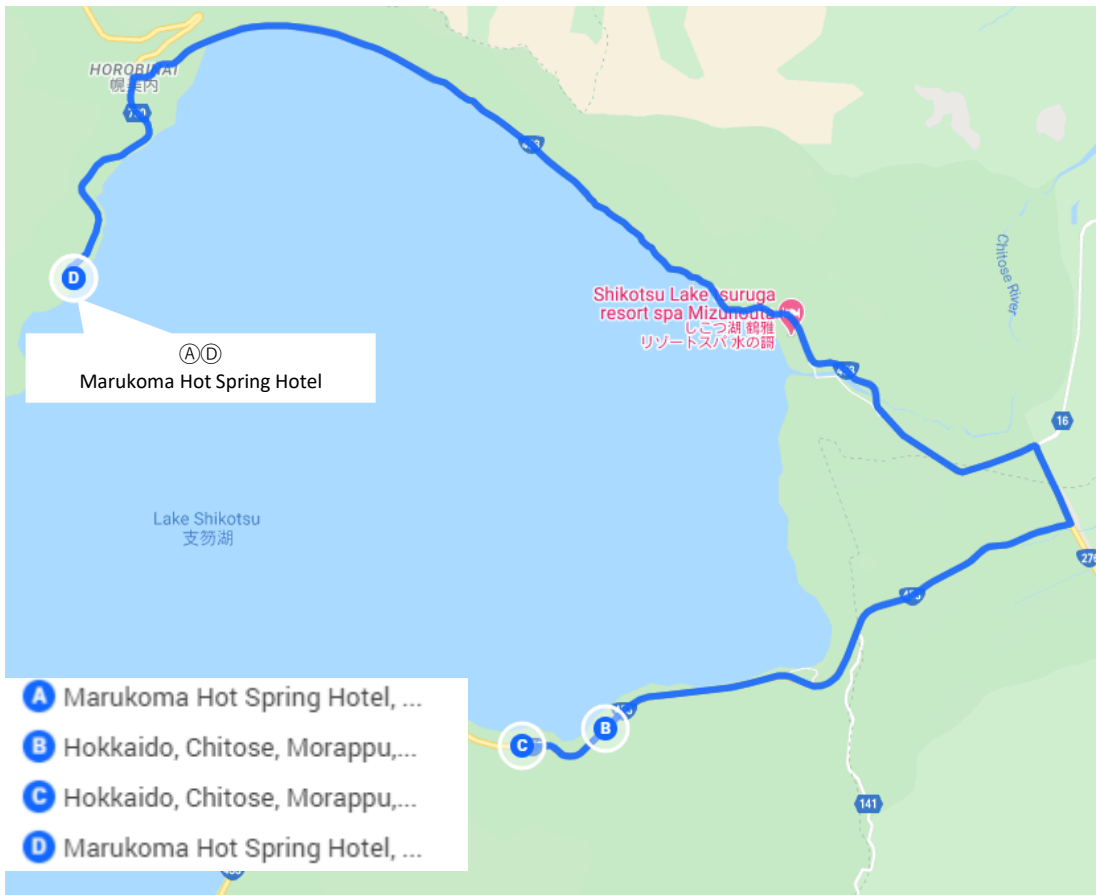 HOROBINAI
幌美内
453
Chitose River
Shikotsu Lake Tsuruga
resort spa Mizunouta
しこつ湖 鶴雅
リゾートスパ 水の謌
D
ⒶⒹ
Marukoma Hot Spring Hotel
16
Lake Shikotsu
支笏湖
276
A Marukoma Hot Spring Hotel, ...
B Hokkaido, Chitose, Morappu,...
C Hokkaido, Chitose, Morappu,...
D Marukoma Hot Spring Hotel, ...
B
C
141